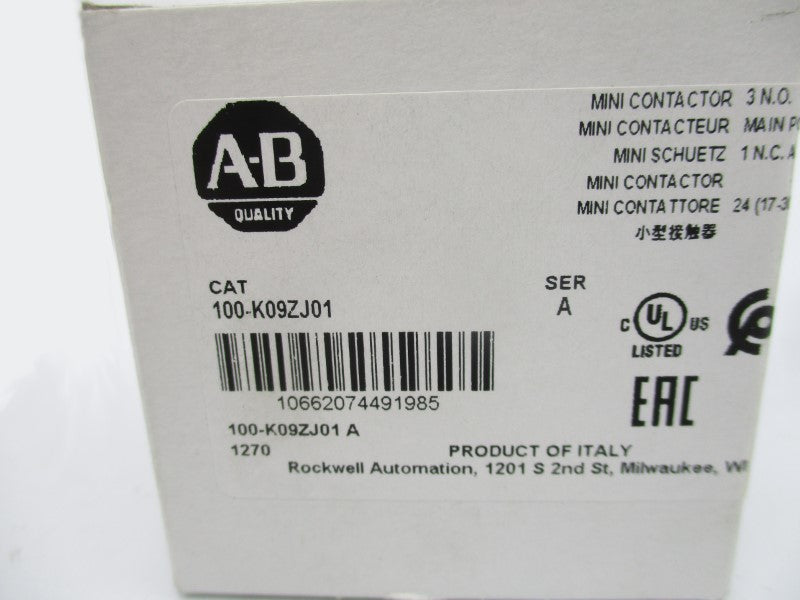 A-B
QUALITY
MINI CONTACTOR 3 N.O.
MINI CONTACTEUR MAIN
MINI SCHUETZ 1 N.C.
MINI CONTACTOR
MINI CONTATTORE 24 (17-3
小型接触器
CAT
100-K09ZJ01
SER
A
10662074491985
C UL US
LISTED
EAC
100-K09ZJ01 A
1270
PRODUCT OF ITALY
Rockwell Automation, 1201 S 2nd St, Milwaukee, WI